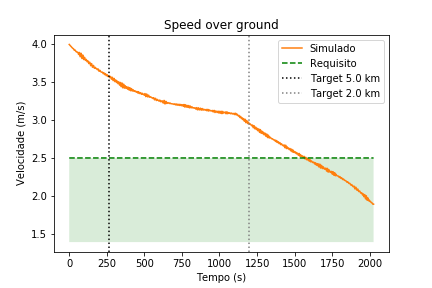 Speed over ground
Simulado
Requisito
Target 5.0 km
Target 2.0 km
Velocidade (m/s)
4.0
3.5
3.0
2.5
2.0
1.5
0 250 500 750 1000 1250 1500 1750 2000
Tempo (s)